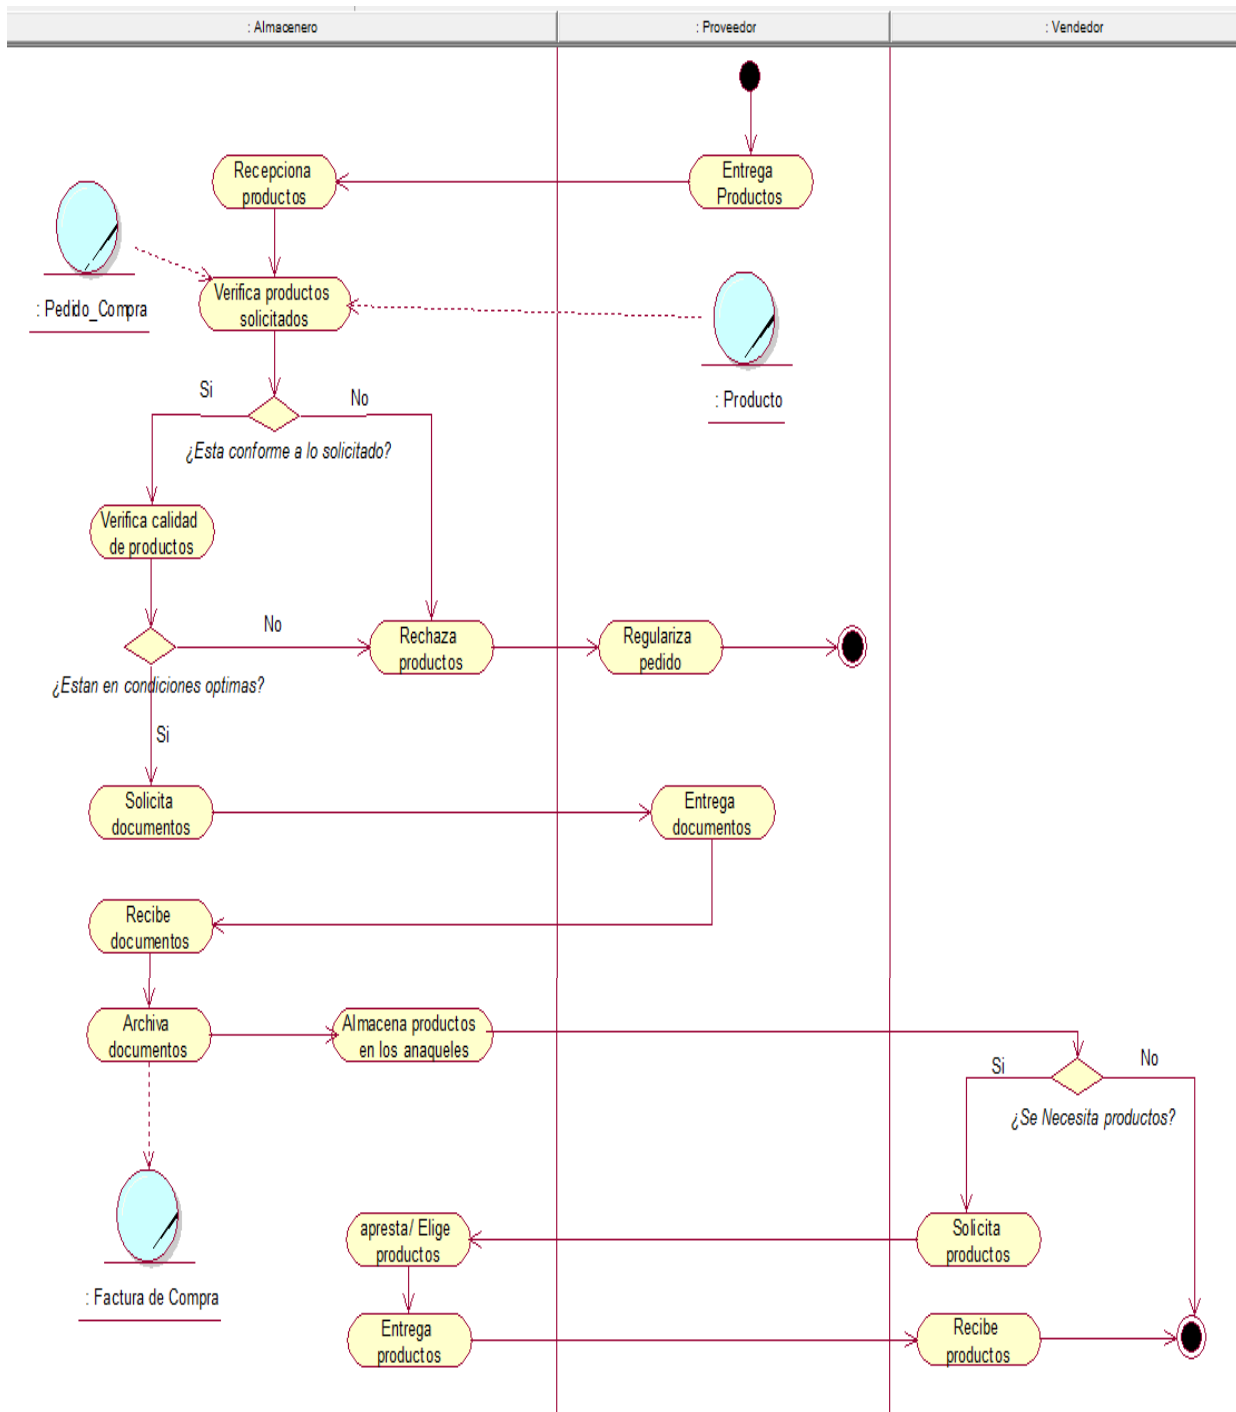 : Almacenero
: Proveedor
: Vendedor
Entrega
Productos
Recepciona
productos
: Pedido_Compra
Verifica productos
solicitados
: Producto
Si
No
¿Esta conforme a lo solicitado?
Verifica calidad
de productos
No
¿Estan en condiciones optimas?
Si
Rechaza
productos
Regulariza
pedido
Solicita
documentos
Entrega
documentos
Recibe
documentos
Archiva
documentos
Almacena productos
en los anaqueles
Si
No
¿Se Necesita productos?
: Factura de Compra
apresta/ Elige
productos
Solicita
productos
Entrega
productos
Recibe
productos